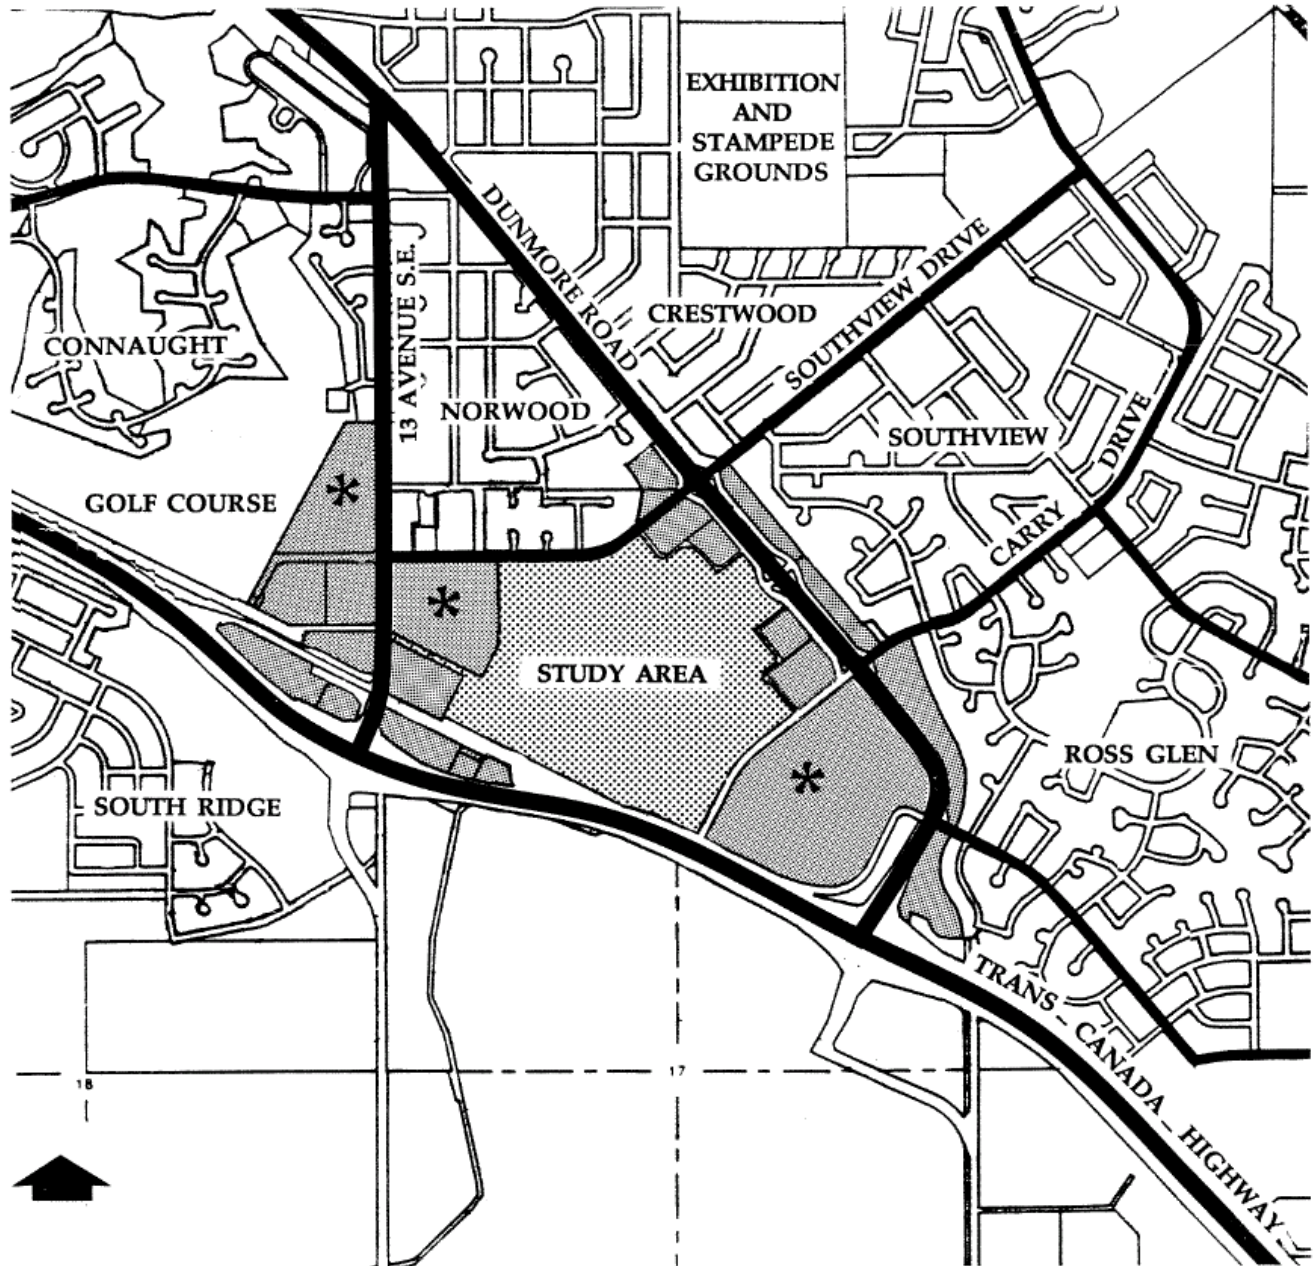 EXHIBITION
AND
STAMPEDE
GROUNDS
DUNMORE ROAD
SOUTHVIEW DRIVE
13 AVENUE S.E.
CRESTWOOD
CONNAUGHT
NORWOOD
SOUTHVIEW
CARRY DRIVE
GOLF COURSE
*
*
STUDY AREA
*
ROSS GLEN
SOUTH RIDGE
TRANS - CANADA - HIGHWAY
18
17